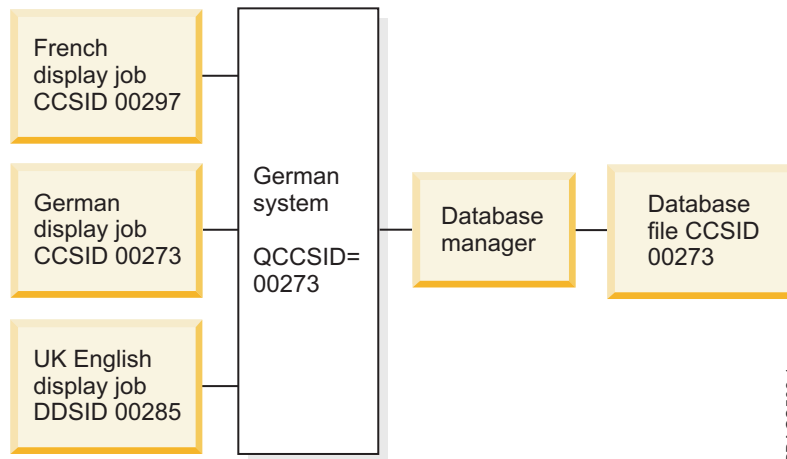 French
display job
CCSID 00297
German
display job
CCSID 00273
UK English
display job
DDSID 00285
German
system
QCCSID=
00273
Database
manager
Database
file CCSID
00273